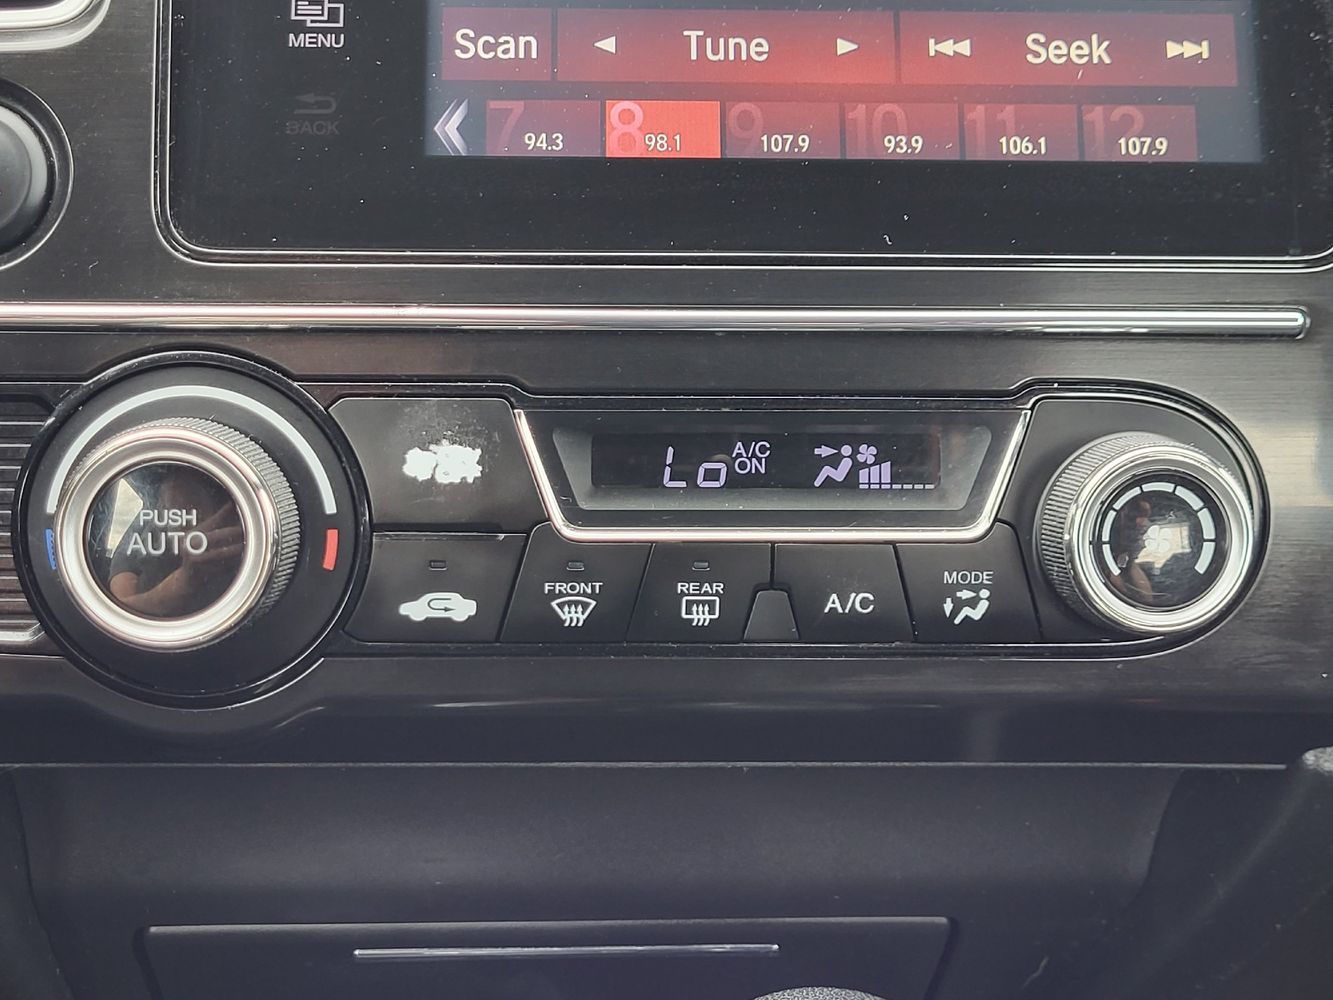 MENU
BACK
Scan Tune Seek
7 94.3 8 98.1 9 107.9 10 93.9 11 106.1 12 107.9
PUSH
AUTO
Lo A/C ON
FRONT
REAR
A/C
MODE